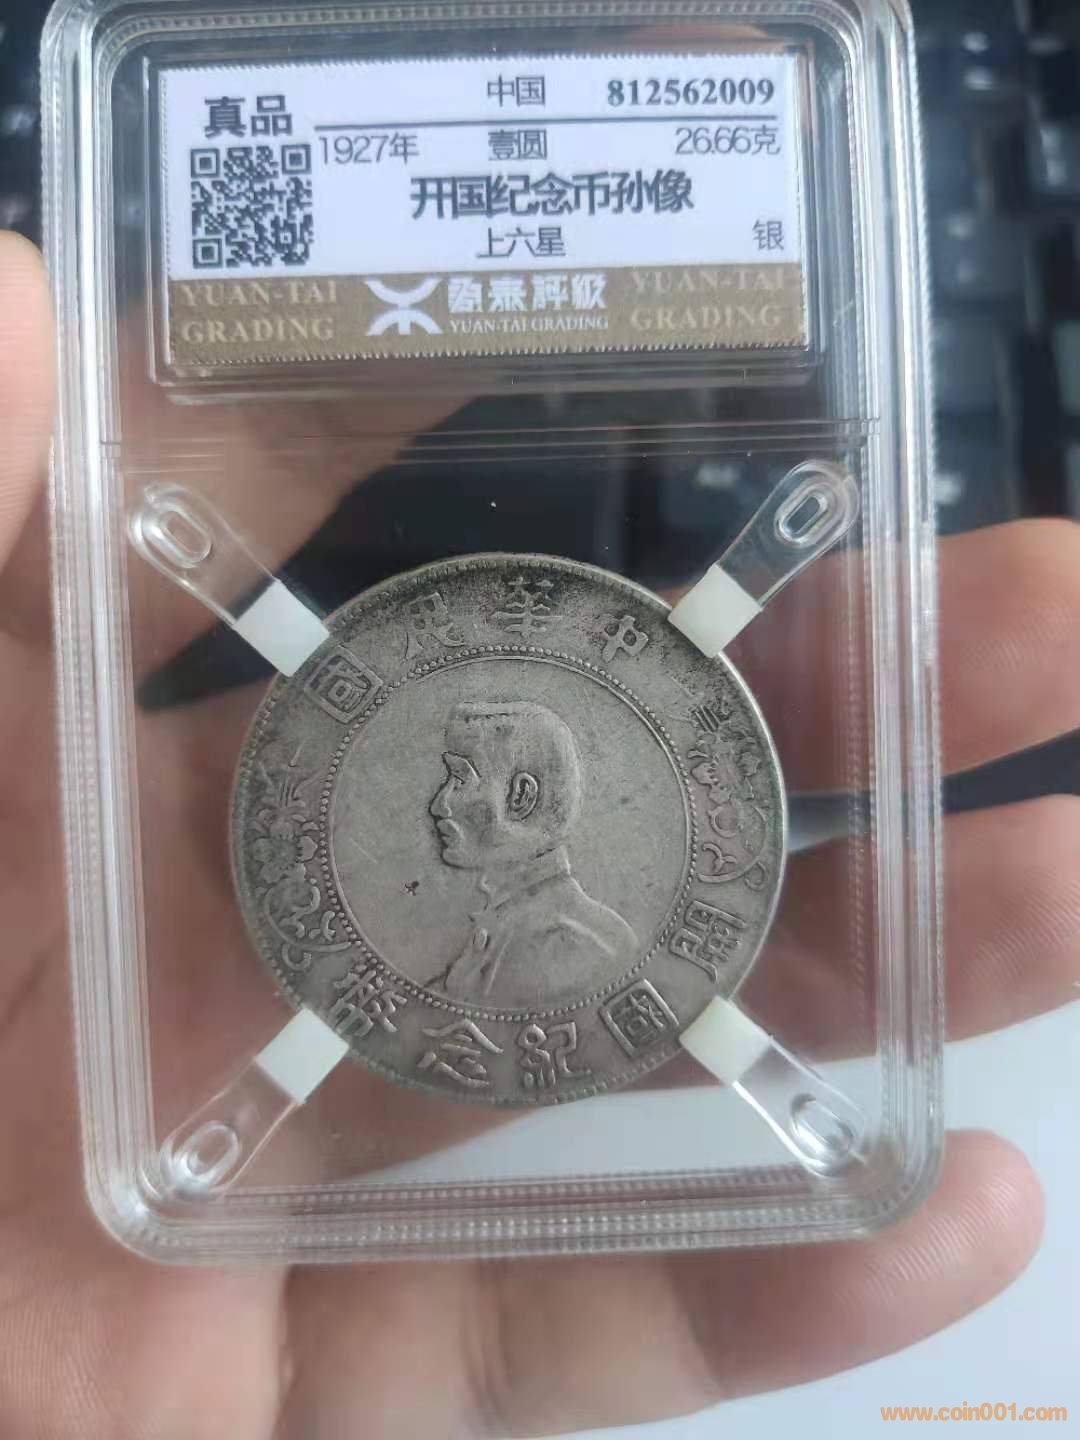 真品
中国 812562009
1927年 壹圆 26.66克
开国纪念币孙像
上六星 银
YUAN-TAI GRADING
源泰評級
YUAN-TAI GRADING
YUAN-TAI GRADING
中華民國
開國紀念幣
www.coin001.com